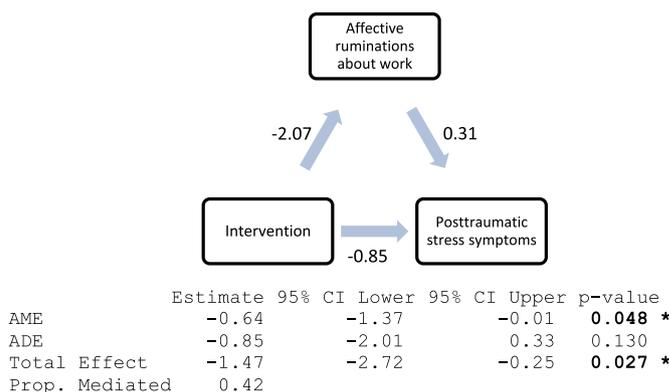 Affective
ruminations
about work
-2.07
0.31
Intervention
Posttraumatic
stress symptoms
-0.85
Estimate 95% CI Lower 95% CI Upper p-value
AME -0.64 -1.37 -0.01 0.048 *
ADE -0.85 -2.01 0.33 0.130
Total Effect -1.47 -2.72 -0.25 0.027 *
Prop. Mediated 0.42